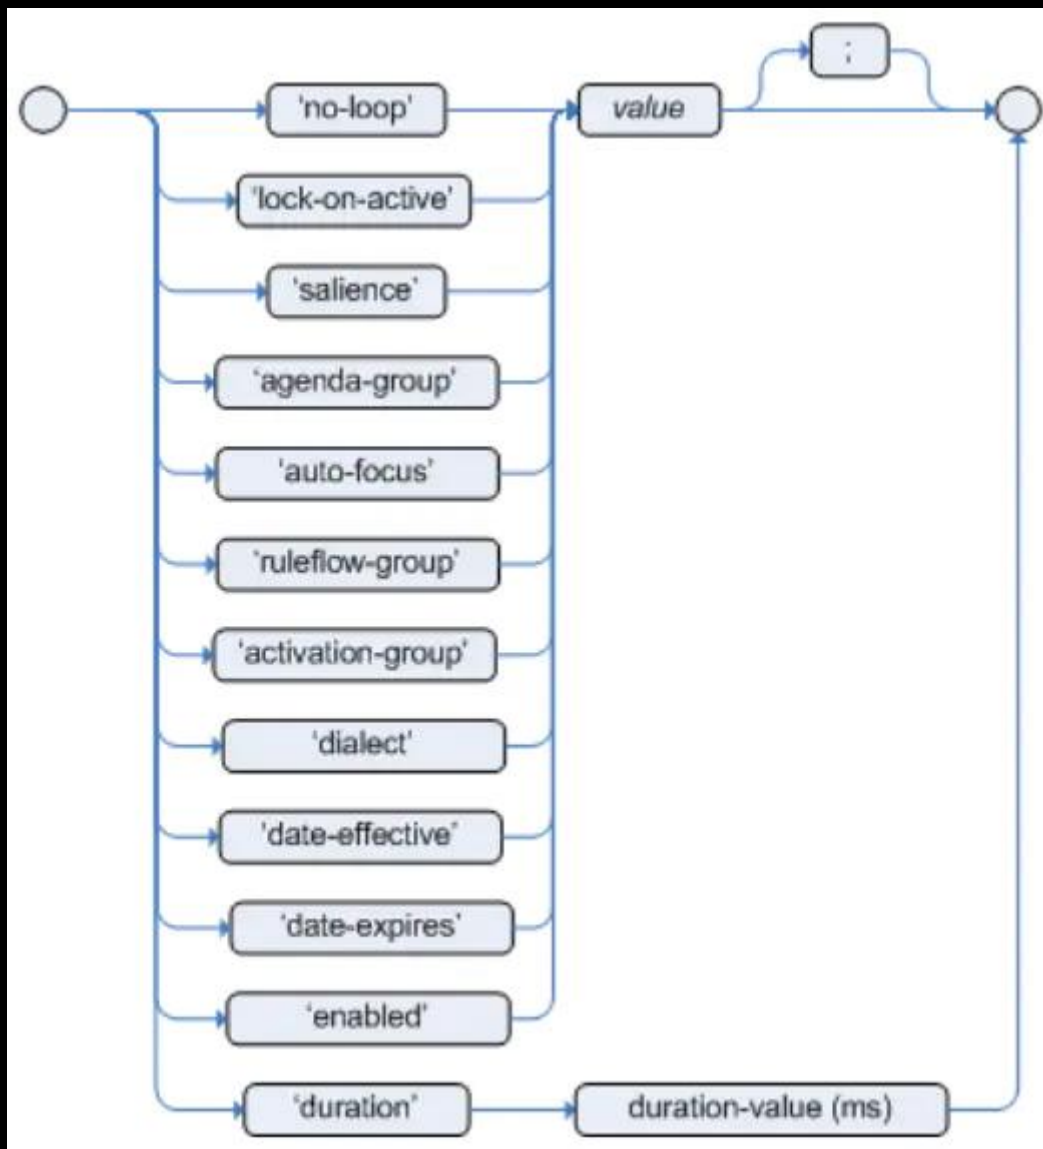 ;
'no-loop' value
'lock-on-active'
'salience'
'agenda-group'
'auto-focus'
'ruleflow-group'
'activation-group'
'dialect'
'date-effective'
'date-expires'
'enabled'
'duration' duration-value (ms)